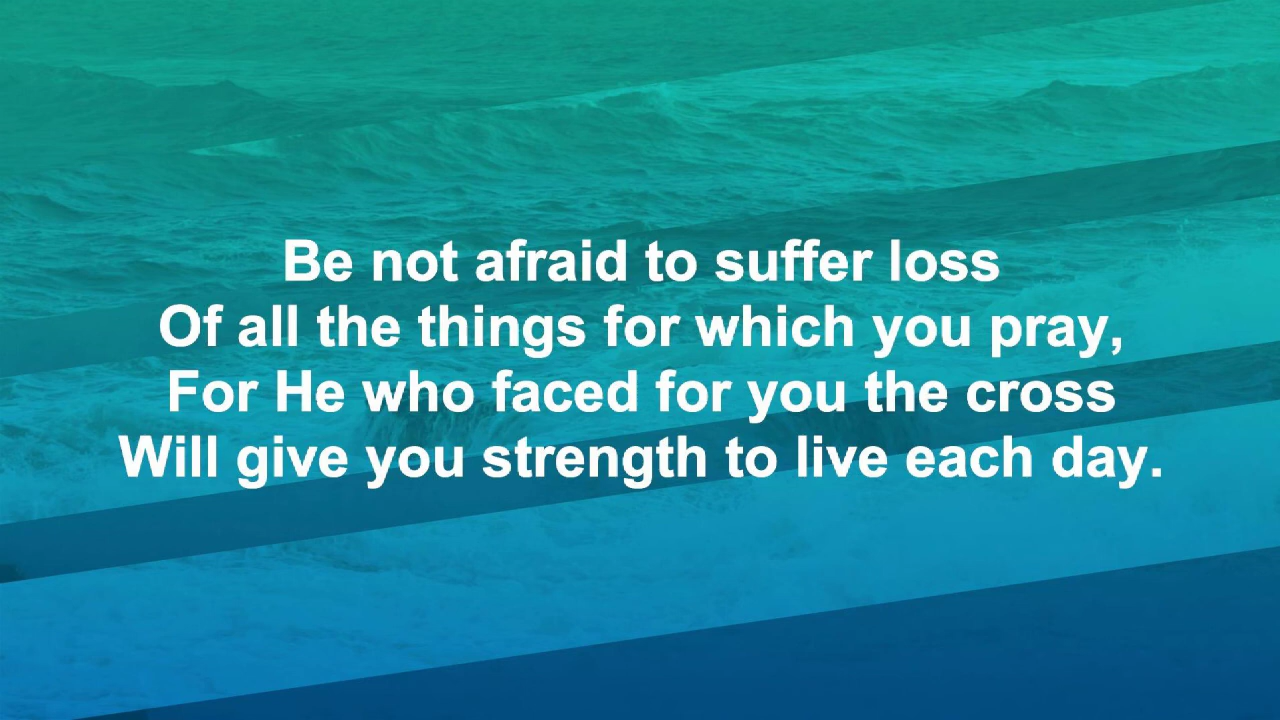 Be not afraid to suffer loss
Of all the things for which you pray,
For He who faced for you the cross
Will give you strength to live each day.